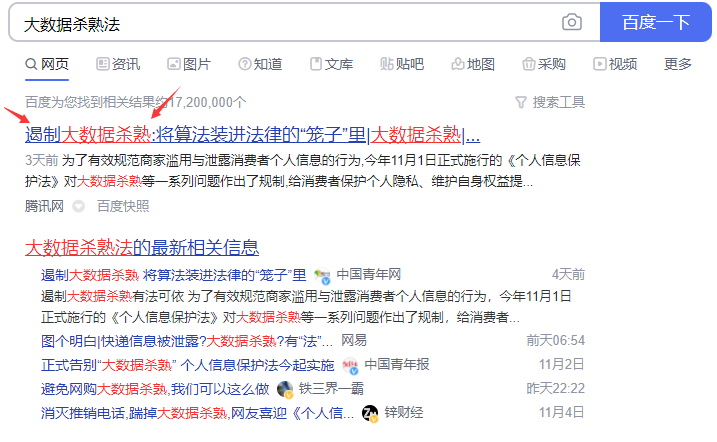 大数据杀熟法
百度一下
网页 资讯 图片 知道 文库 贴吧 地图 采购 视频 更多
百度为您找到相关结果约17,200,000个 搜索工具
遏制大数据杀熟:将算法装进法律的“笼子”里|大数据杀熟|...
3天前 为了有效规范商家滥用与泄露消费者个人信息的行为,今年11月1日正式施行的《个人信息保
护法》对大数据杀熟等一系列问题作出了规制,给消费者保护个人隐私、维护自身权益提...
腾讯网 百度快照
大数据杀熟法的最新相关信息
遏制大数据杀熟 将算法装进法律的“笼子”里 中国青年网 4天前
遏制大数据杀熟有法可依 为了有效规范商家滥用与泄露消费者个人信息的行为，今年11月1日
正式施行的《个人信息保护法》对大数据杀熟等一系列问题作出了规制，给消费者...
图个明白|快递信息被泄露?大数据杀熟?有“法”... 网易 前天06:54
正式告别“大数据杀熟” 个人信息保护法今起实施 中国青年报 11月2日
避免网购大数据杀熟,我们可以这么做 铁三界一霸 昨天22:22
消灭推销电话,踹掉大数据杀熟,网友喜迎《个人信... 锌财经 11月4日